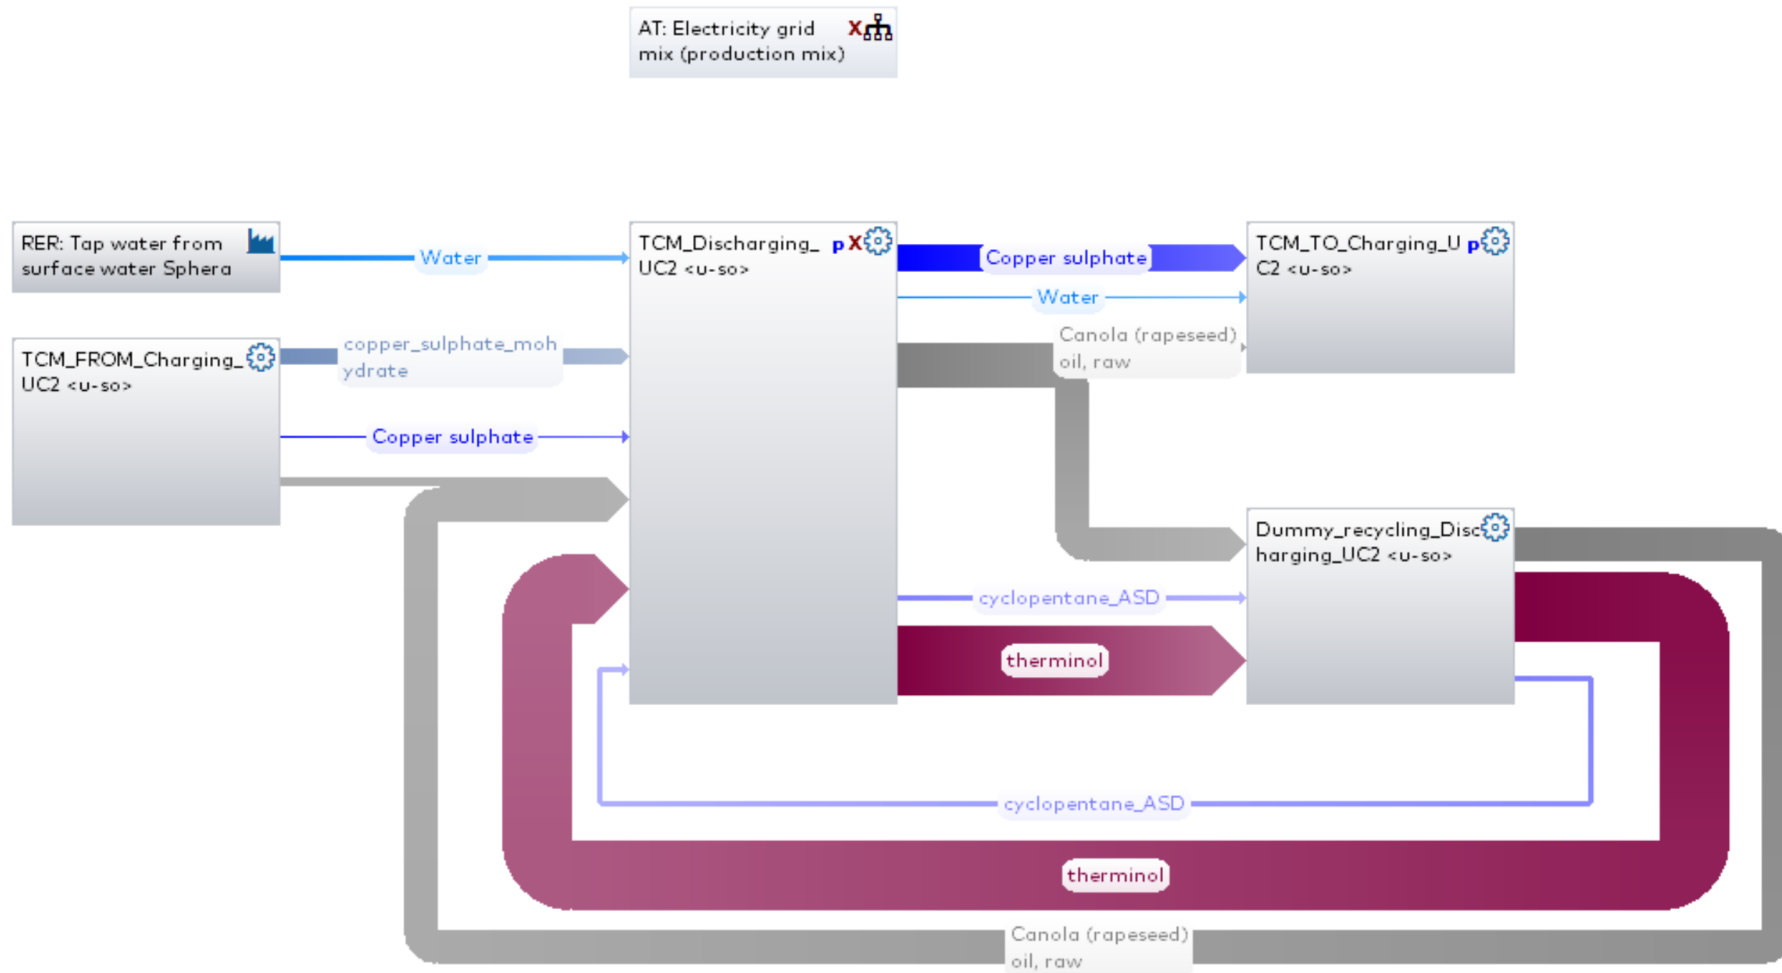 AT: Electricity grid X
mix (production mix)
RER: Tap water from
surface water Sphera
Water
TCM_Discharging_ p X
UC2 <u-so>
Copper sulphate
TCM_TO_Charging_U p
C2 <u-so>
Water
TCM_FROM_Charging_
UC2 <u-so>
copper_sulphate_moh
ydrate
Canola (rapeseed)
oil, raw
Copper sulphate
Dummy_recycling_Disc
harging_UC2 <u-so>
cyclopentane_ASD
therminol
cyclopentane_ASD
therminol
Canola (rapeseed)
oil, raw